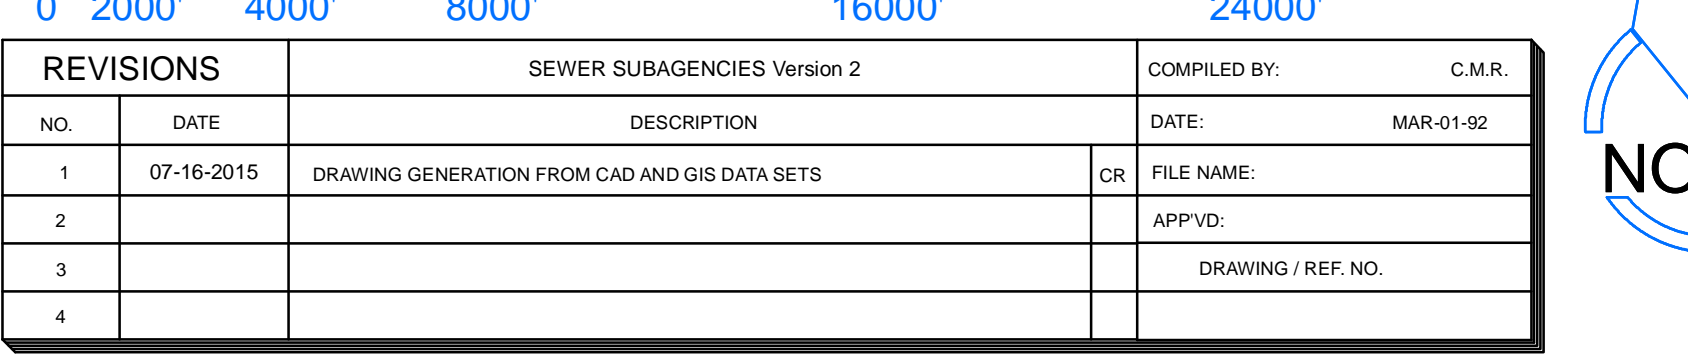 0 2000' 4000' 8000' 16000' 24000'
REVISIONS SEWER SUBAGENCIES Version 2 COMPILED BY: C.M.R.
NO. DATE DESCRIPTION DATE: MAR-01-92
1 07-16-2015 DRAWING GENERATION FROM CAD AND GIS DATA SETS CR FILE NAME:
2 APP'VD:
3 DRAWING / REF. NO.
4